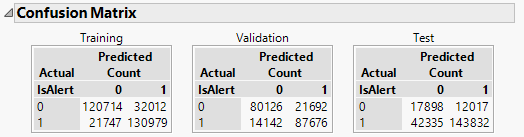 Confusion Matrix
Training
Predicted
Actual Count
IsAlert 0 1
0 120714 32012
1 21747 130979
Validation
Predicted
Actual Count
IsAlert 0 1
0 80126 21692
1 14142 87676
Test
Predicted
Actual Count
IsAlert 0 1
0 17898 12017
1 42335 143832